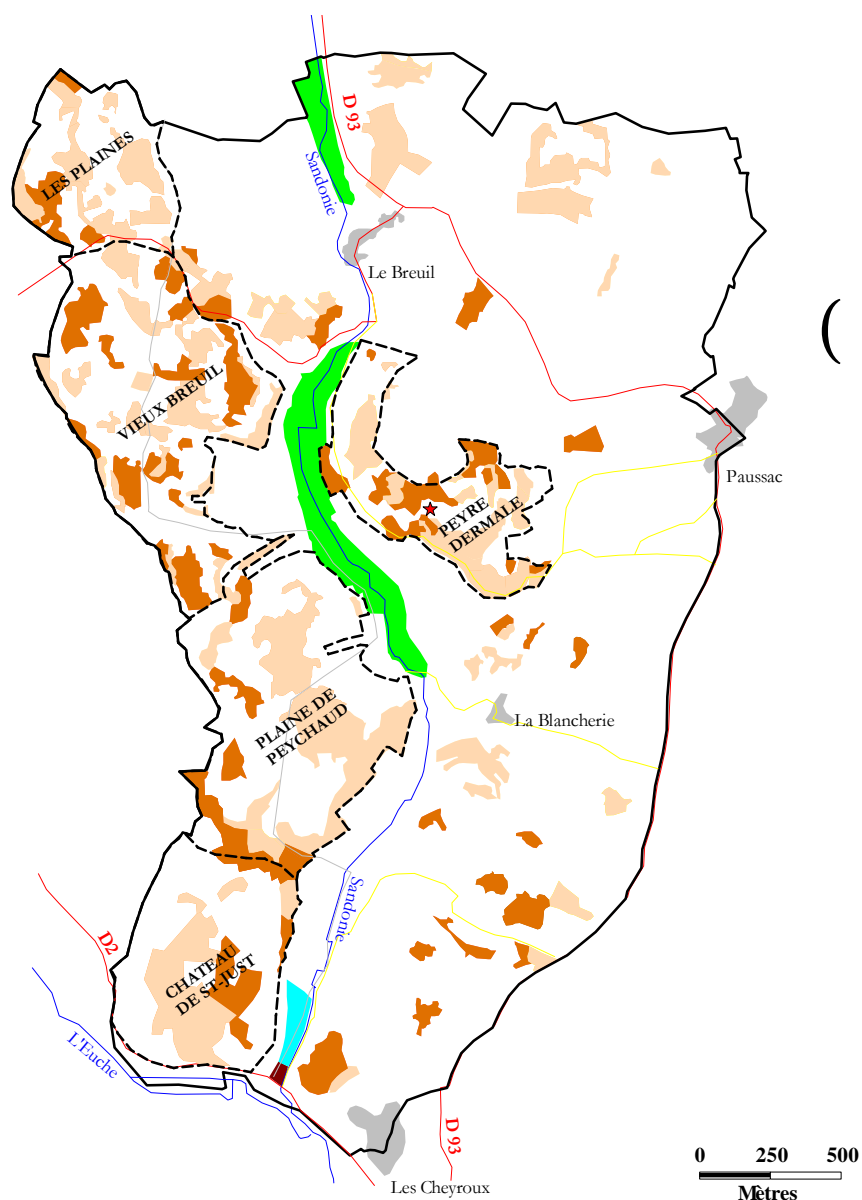 D 93
LES PLAINES
Sandonie
Le Breuil
(
VIEUX BREUIL
Paussac
PEYRE
DERMALE
PLAINE DE
PEYCHAUD
La Blancherie
Sandonie
D2
CHATEAU
DE ST-JUST
L'Euche
D 93
Les Cheyroux
0 250 500
Mètres